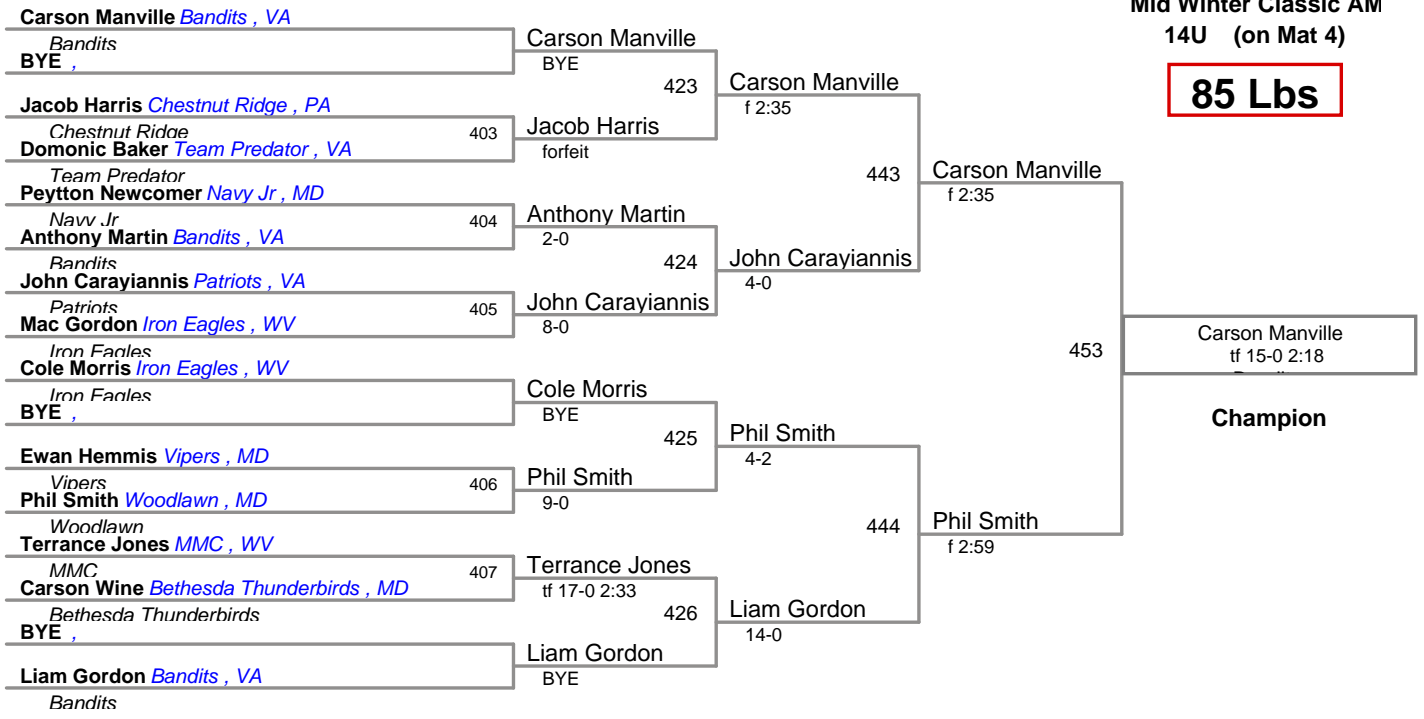 Mid Winter Classic AM
14U (on Mat 4)
85 Lbs
Carson Manville Bandits , VA
Bandits
BYE ,
Jacob Harris Chestnut Ridge , PA
Chestnut Ridge
Domonic Baker Team Predator , VA
Team Predator
Peytton Newcomer Navy Jr , MD
Navy Jr
Anthony Martin Bandits , VA
Bandits
John Carayiannis Patriots , VA
Patriots
Mac Gordon Iron Eagles , WV
Iron Eagles
Cole Morris Iron Eagles , WV
Iron Eagles
BYE ,
Ewan Hemmis Vipers , MD
Vipers
Phil Smith Woodlawn , MD
Woodlawn
Terrance Jones MMC , WV
MMC
Carson Wine Bethesda Thunderbirds , MD
Bethesda Thunderbirds
BYE ,
Liam Gordon Bandits , VA
Bandits
403
404
405
406
407
Carson Manville
BYE
Jacob Harris
forfeit
Anthony Martin
2-0
John Carayiannis
8-0
Cole Morris
BYE
Phil Smith
9-0
Terrance Jones
tf 17-0 2:33
Liam Gordon
BYE
423
424
425
426
Carson Manville
f 2:35
John Carayiannis
4-0
Phil Smith
4-2
Liam Gordon
14-0
443
444
Carson Manville
f 2:35
Phil Smith
f 2:59
453
Carson Manville
tf 15-0 2:18
Champion